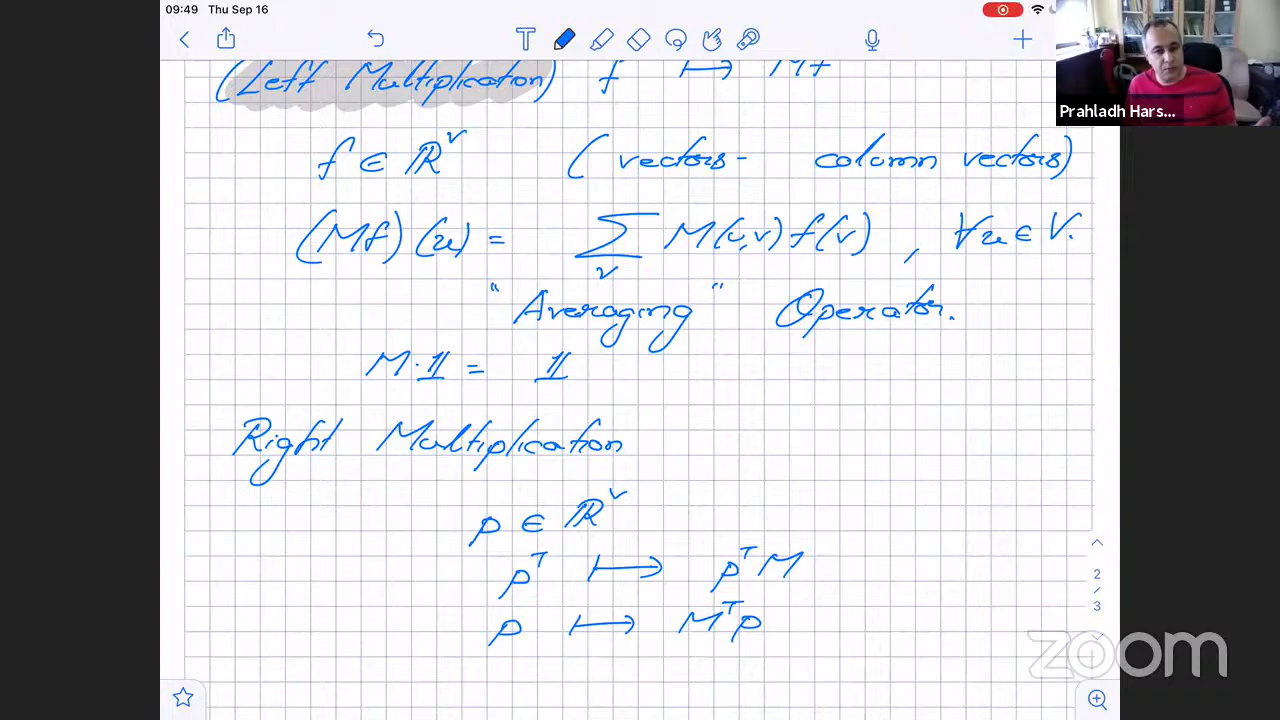 09:49 Thu Sep 16
(Left Multiplication) f ↦ Mf
Prahladh Hars...
f ∈ ℝ^V (vectors - column vectors)
(Mf)(u) = ∑_v M(u,v) f(v) , ∀u ∈ V.
"Averaging" Operator.
M·𝟙 = 𝟙
Right Multiplication
p ∈ ℝ^V
p^T ↦ p^T M
p ↦ M^T p
2
/
3
zoom